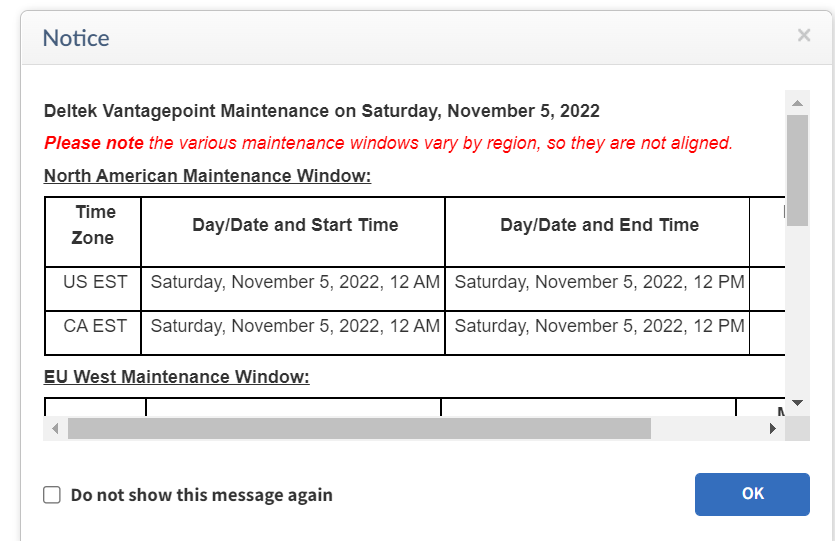 Notice
Deltek Vantagepoint Maintenance on Saturday, November 5, 2022
Please note the various maintenance windows vary by region, so they are not aligned.
North American Maintenance Window:
Time Zone Day/Date and Start Time Day/Date and End Time
US EST Saturday, November 5, 2022, 12 AM Saturday, November 5, 2022, 12 PM
CA EST Saturday, November 5, 2022, 12 AM Saturday, November 5, 2022, 12 PM
EU West Maintenance Window:
Do not show this message again
OK